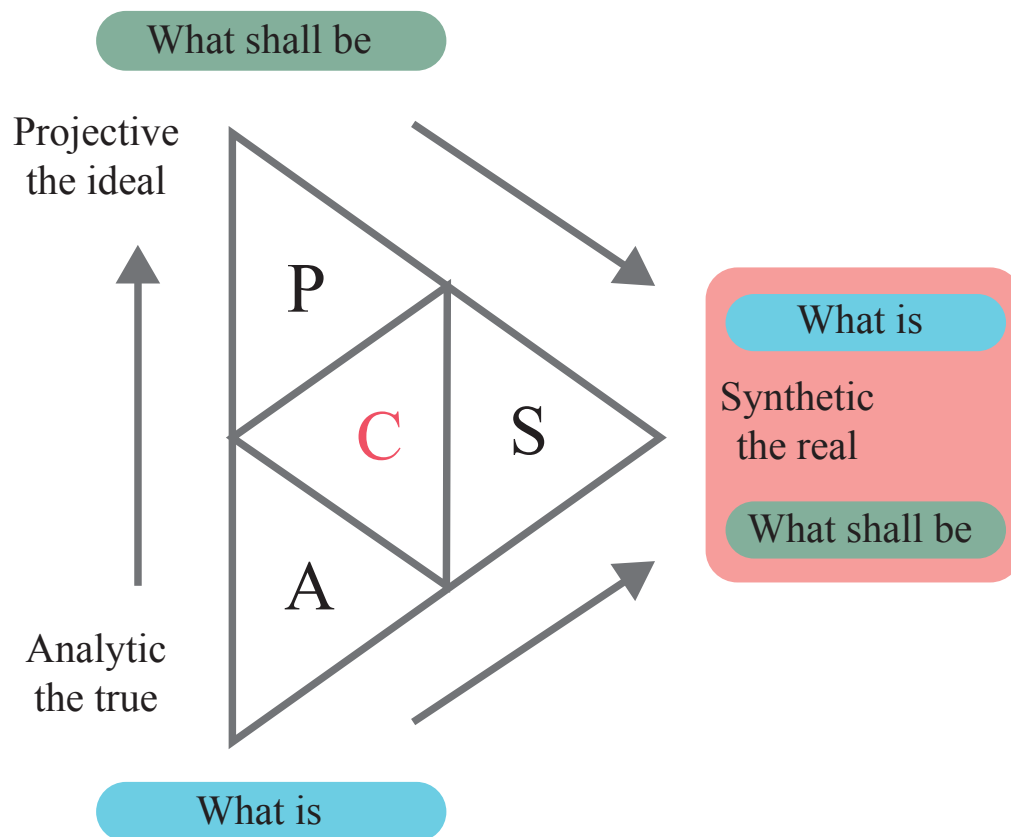 What shall be
Projective
the ideal
P
What is
Synthetic
the real
What shall be
C
S
A
Analytic
the true
What is